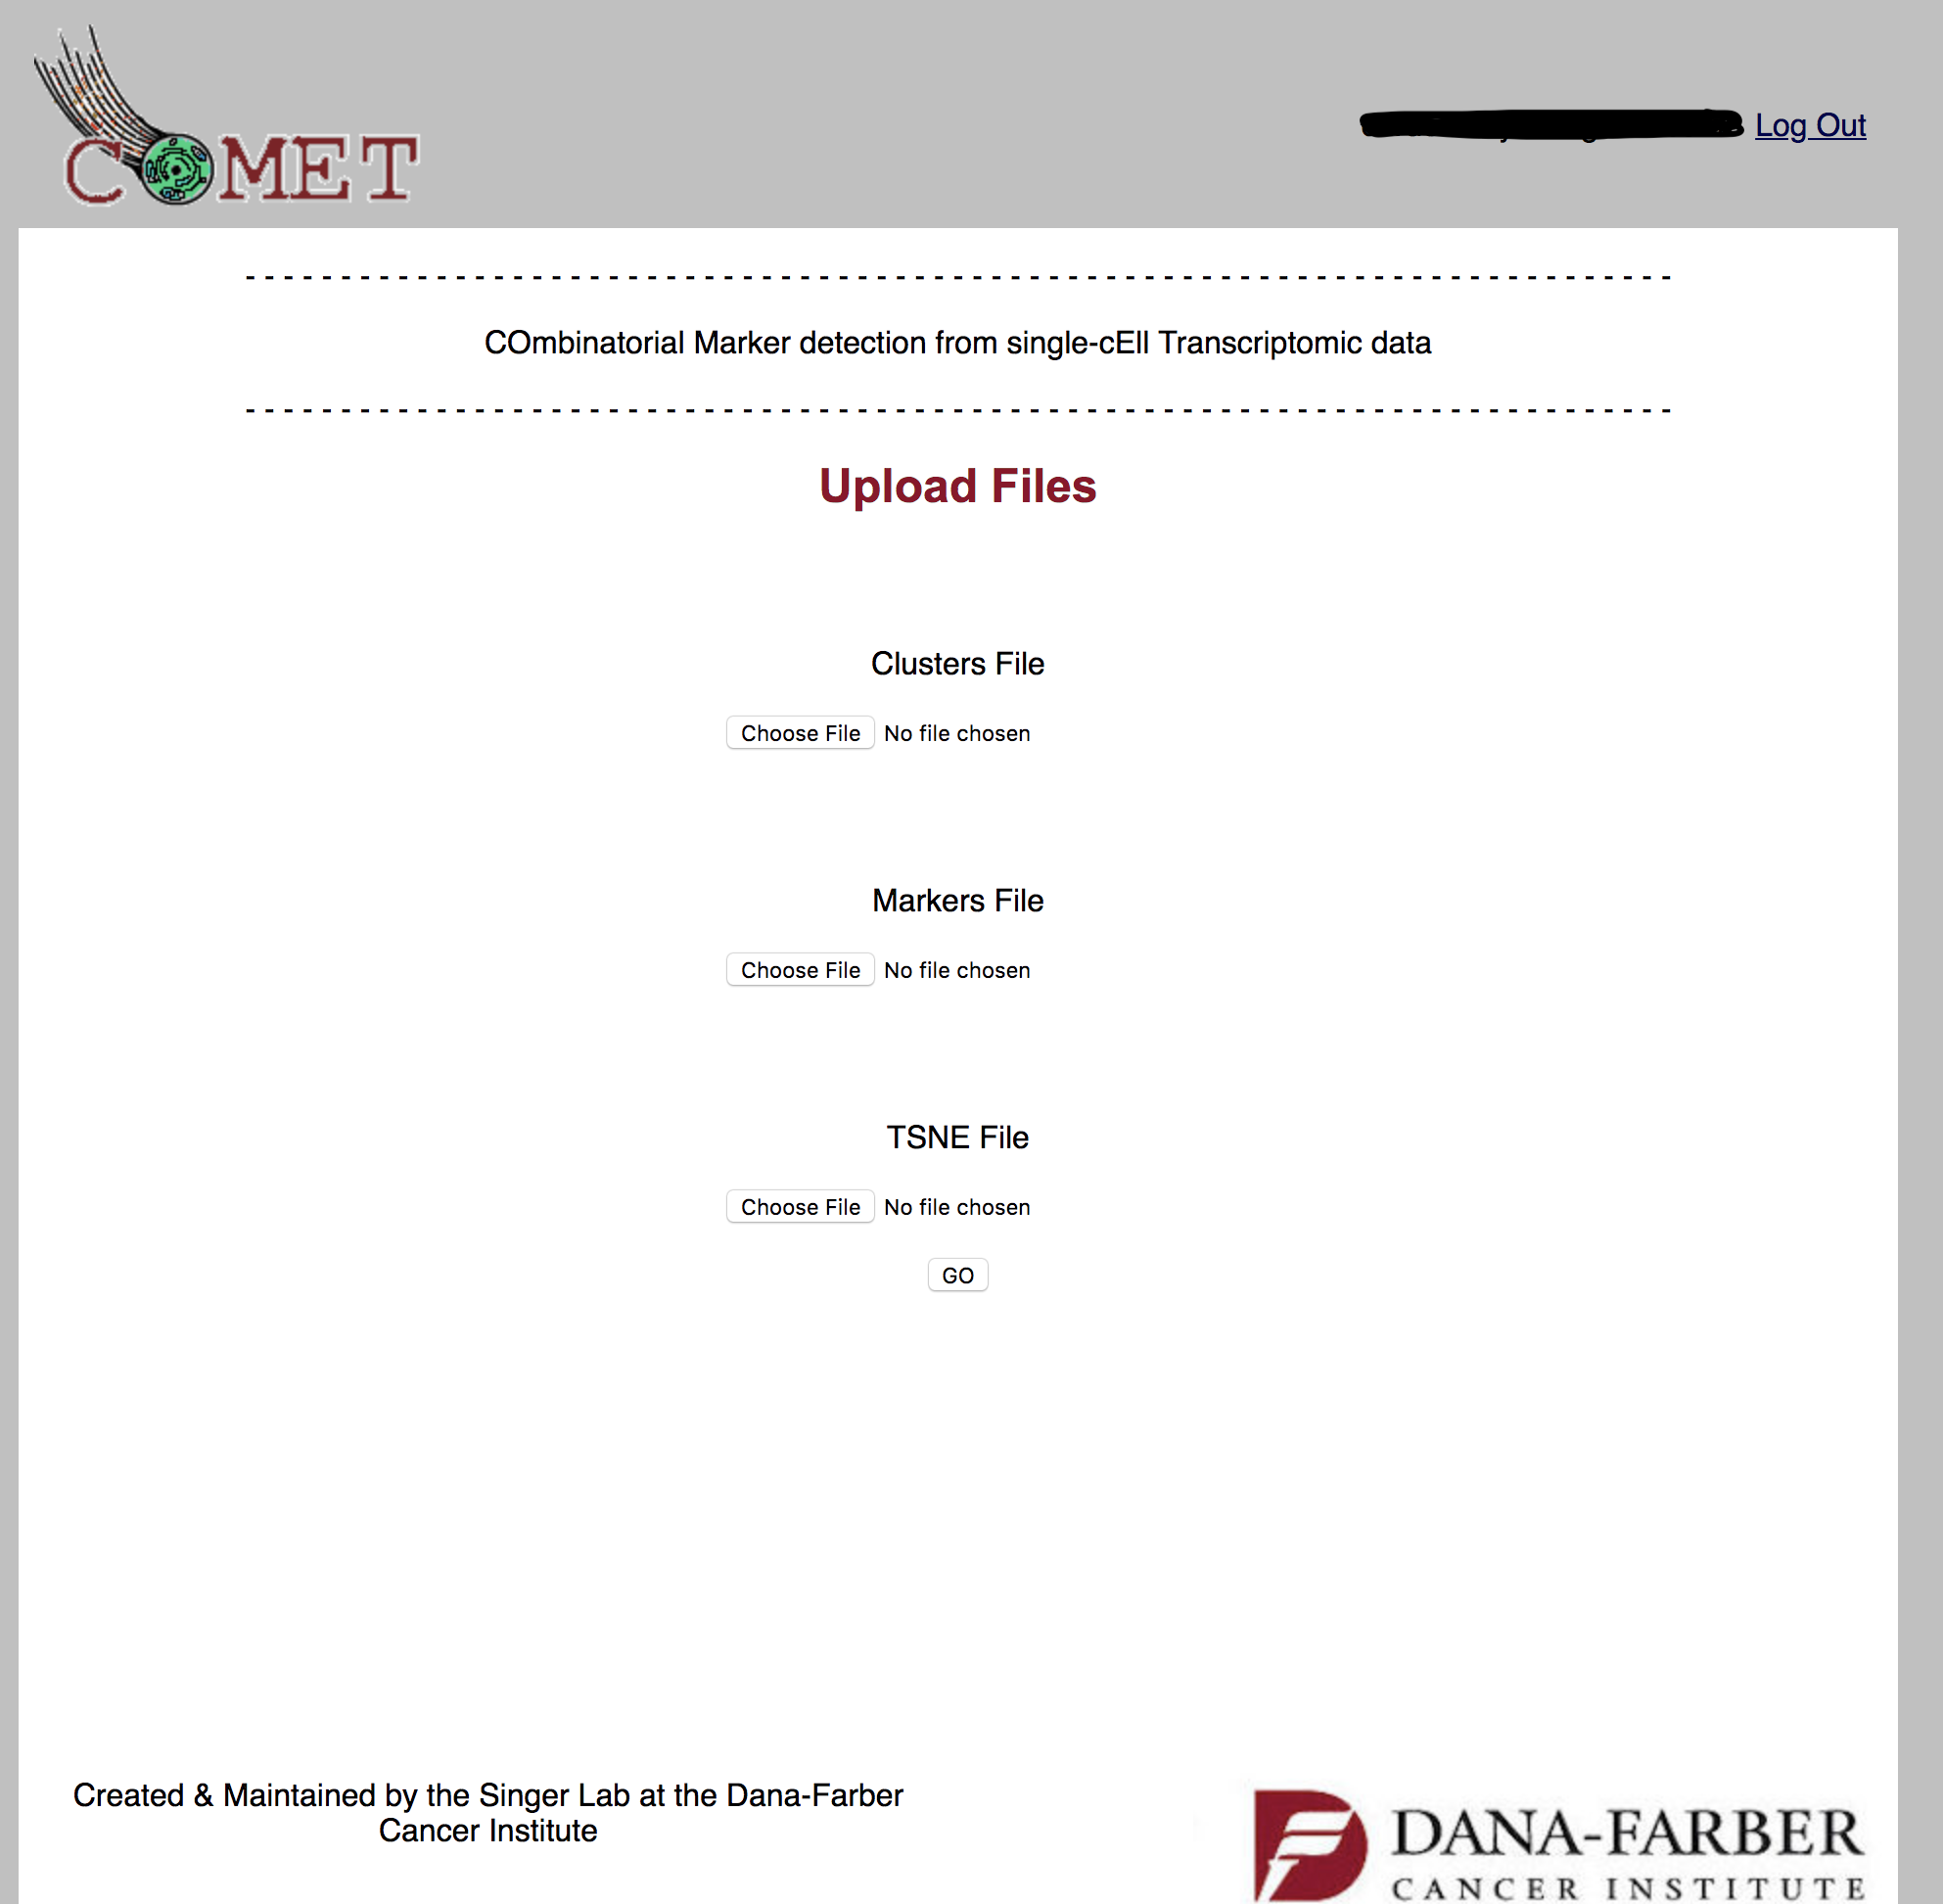 COMET
Log Out
- - - - - - - - - - - - - - - - - - - - - - - - - - - - - - - - - - - - - - - - - - - - - - - - - - - - - - - - - - - - - - - - - - - - - - - - - - -
COmbinatorial Marker detection from single-cEll Transcriptomic data
- - - - - - - - - - - - - - - - - - - - - - - - - - - - - - - - - - - - - - - - - - - - - - - - - - - - - - - - - - - - - - - - - - - - - - - - - - -
Upload Files
Clusters File
Choose File No file chosen
Markers File
Choose File No file chosen
TSNE File
Choose File No file chosen
GO
Created & Maintained by the Singer Lab at the Dana-Farber
Cancer Institute
DANA-FARBER
CANCER INSTITUTE